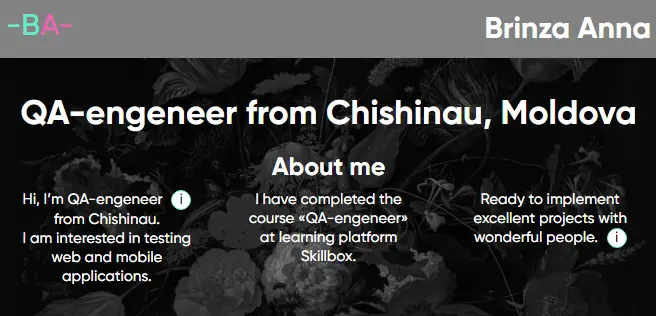 -BA-
Brinza Anna
QA-engeneer from Chishinau, Moldova
About me
Hi, I'm QA-engeneer i
from Chishinau.
I am interested in testing
web and mobile
applications.
I have completed the
course «QA-engeneer»
at learning platform
Skillbox.
Ready to implement
excellent projects with
wonderful people. i